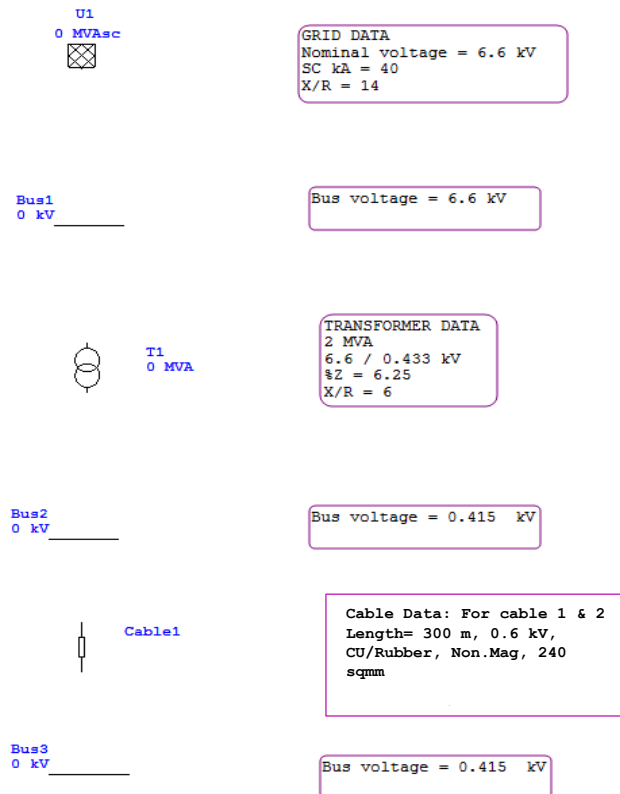 U1
0 MVAsc
GRID DATA
Nominal voltage = 6.6 kV
SC kA = 40
X/R = 14
Bus1
0 kV
Bus voltage = 6.6 kV
T1
0 MVA
TRANSFORMER DATA
2 MVA
6.6 / 0.433 kV
%Z = 6.25
X/R = 6
Bus2
0 kV
Bus voltage = 0.415 kV
Cable1
Cable Data: For cable 1 & 2
Length= 300 m, 0.6 kV,
CU/Rubber, Non.Mag, 240
sqmm
Bus3
0 kV
Bus voltage = 0.415 kV